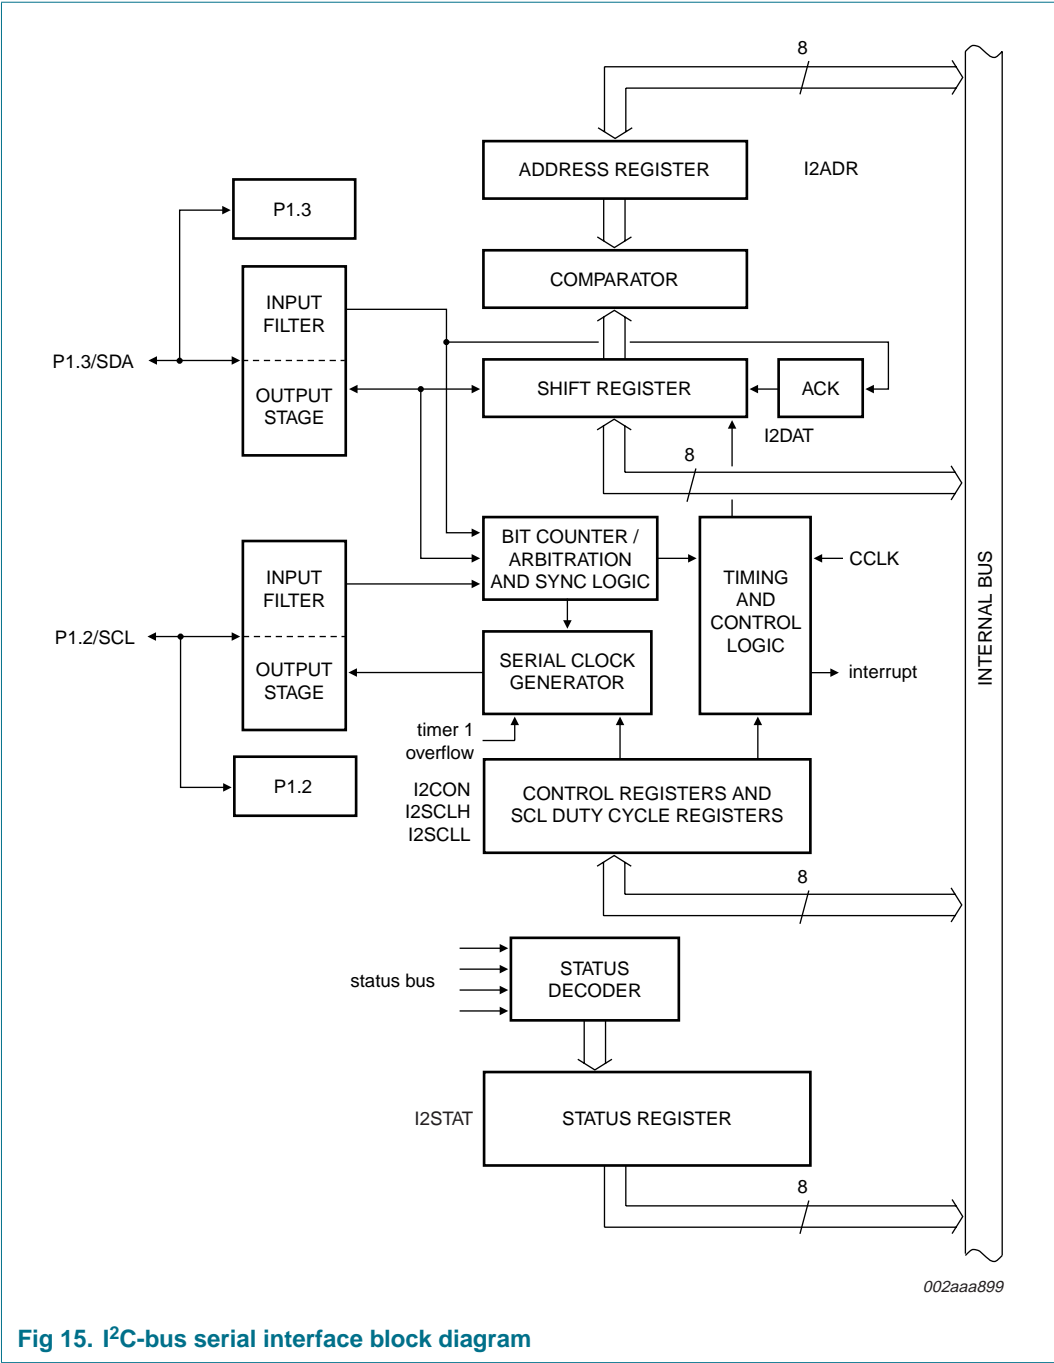 8
ADDRESS REGISTER
I2ADR
P1.3
COMPARATOR
INPUT
FILTER
P1.3/SDA
OUTPUT
STAGE
SHIFT REGISTER
ACK
I2DAT
8
BIT COUNTER /
ARBITRATION
AND SYNC LOGIC
TIMING
AND
CONTROL
LOGIC
CCLK
INTERNAL BUS
INPUT
FILTER
P1.2/SCL
OUTPUT
STAGE
SERIAL CLOCK
GENERATOR
interrupt
timer 1
overflow
P1.2
I2CON
I2SCLH
I2SCLL
CONTROL REGISTERS AND
SCL DUTY CYCLE REGISTERS
8
status bus
STATUS
DECODER
I2STAT
STATUS REGISTER
8
002aaa899
Fig 15. I²C-bus serial interface block diagram